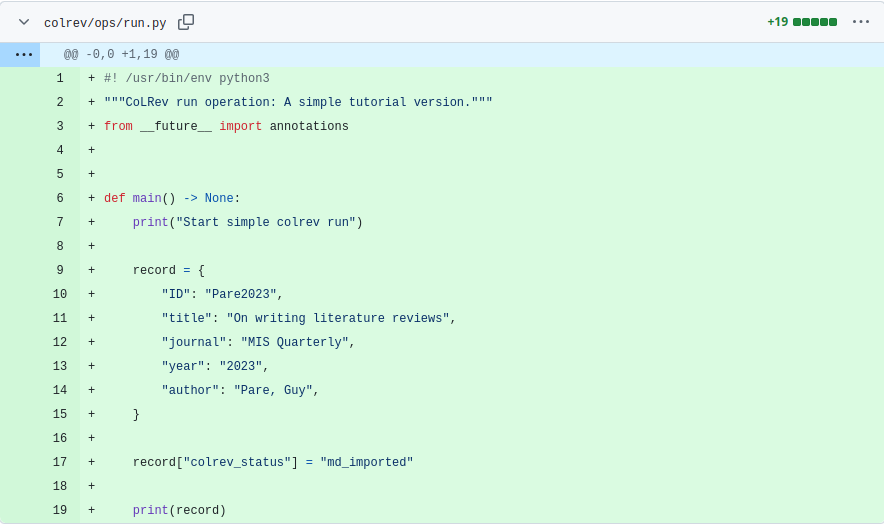 colrev/ops/run.py +19
@@ -0,0 +1,19 @@
1 + #! /usr/bin/env python3
2 + """CoLRev run operation: A simple tutorial version."""
3 + from __future__ import annotations
4 +
5 +
6 + def main() -> None:
7 +     print("Start simple colrev run")
8 +
9 +     record = {
10 +         "ID": "Pare2023",
11 +         "title": "On writing literature reviews",
12 +         "journal": "MIS Quarterly",
13 +         "year": "2023",
14 +         "author": "Pare, Guy",
15 +     }
16 +
17 +     record["colrev_status"] = "md_imported"
18 +
19 +     print(record)